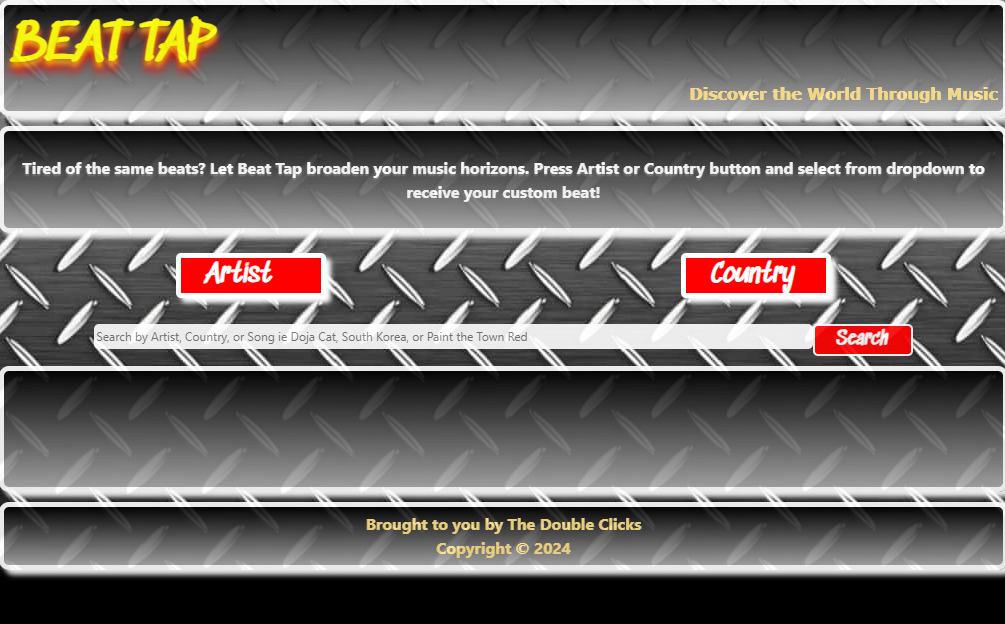 BEAT TAP
Discover the World Through Music
Tired of the same beats? Let Beat Tap broaden your music horizons. Press Artist or Country button and select from dropdown to
receive your custom beat!
Artist
Country
Search by Artist, Country, or Song ie Doja Cat, South Korea, or Paint the Town Red
Search
Brought to you by The Double Clicks
Copyright © 2024